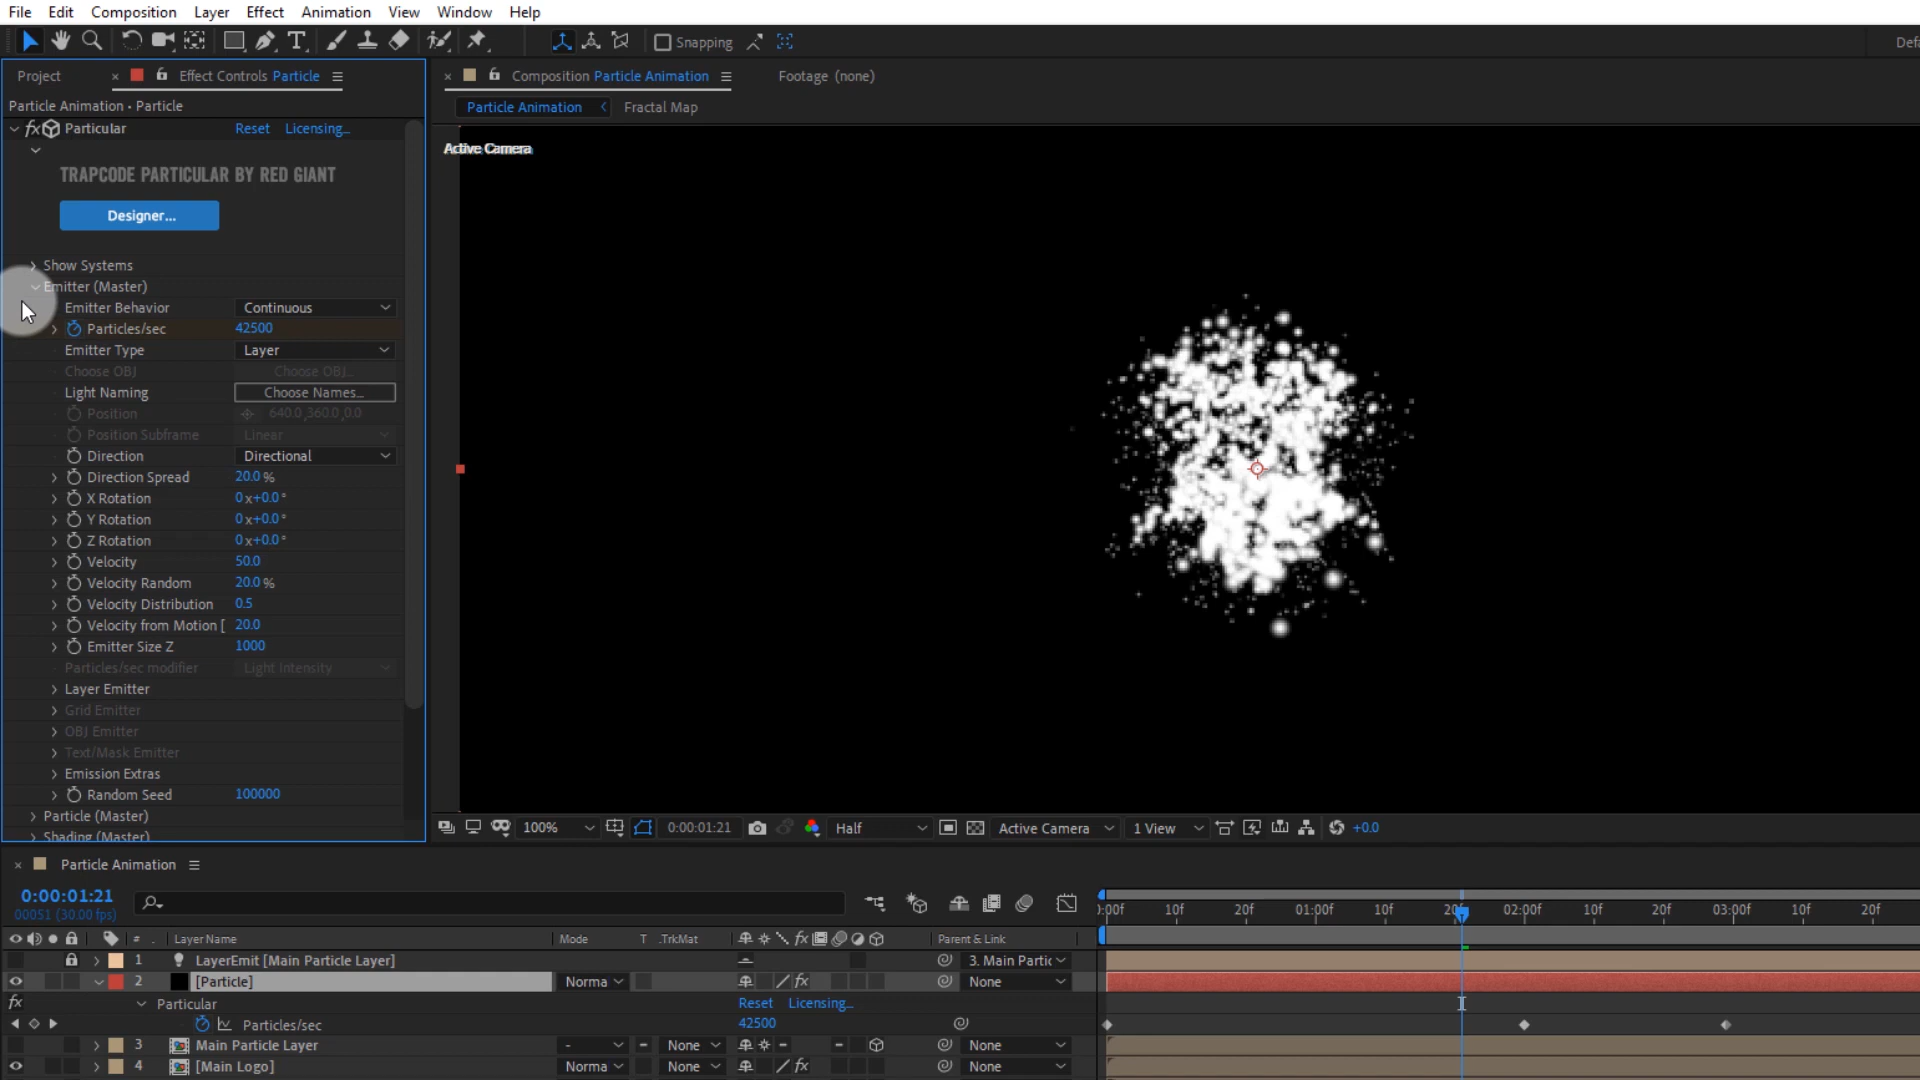 File Edit Composition Layer Effect Animation View Window Help
Snapping
Project × Effect Controls Particle
× Composition Particle Animation Footage (none)
Particle Animation • Particle
Particle Animation Fractal Map
fx Particular Reset Licensing...
Active Camera
TRAPCODE PARTICULAR BY RED GIANT
Designer...
Show Systems
Emitter (Master)
Emitter Behavior Continuous
Particles/sec 42500
Emitter Type Layer
Choose OBJ Choose OBJ...
Light Naming Choose Names...
Position 640.0,360.0,0.0
Position Subframe Linear
Direction Directional
Direction Spread 20.0 %
X Rotation 0 x+0.0 °
Y Rotation 0 x+0.0 °
Z Rotation 0 x+0.0 °
Velocity 50.0
Velocity Random 20.0 %
Velocity Distribution 0.5
Velocity from Motion [ 20.0
Emitter Size Z 1000
Particles/sec modifier Light Intensity
Layer Emitter
Grid Emitter
OBJ Emitter
Text/Mask Emitter
Emission Extras
Random Seed 100000
Particle (Master)
Shading (Master)
100% 0:00:01:21 Half Active Camera 1 View +0.0
× Particle Animation
0:00:01:21
00051 (30.00 fps)
0:00f 10f 20f 01:00f 10f 20f 02:00f 10f 20f 03:00f 10f 20f
# Layer Name Mode T .TrkMat fx Parent & Link
1 LayerEmit [Main Particle Layer] 3. Main Partic
2 [Particle] Norma fx None
fx Particular Reset Licensing...
Particles/sec 42500
3 Main Particle Layer - None None
4 [Main Logo] Norma None fx None